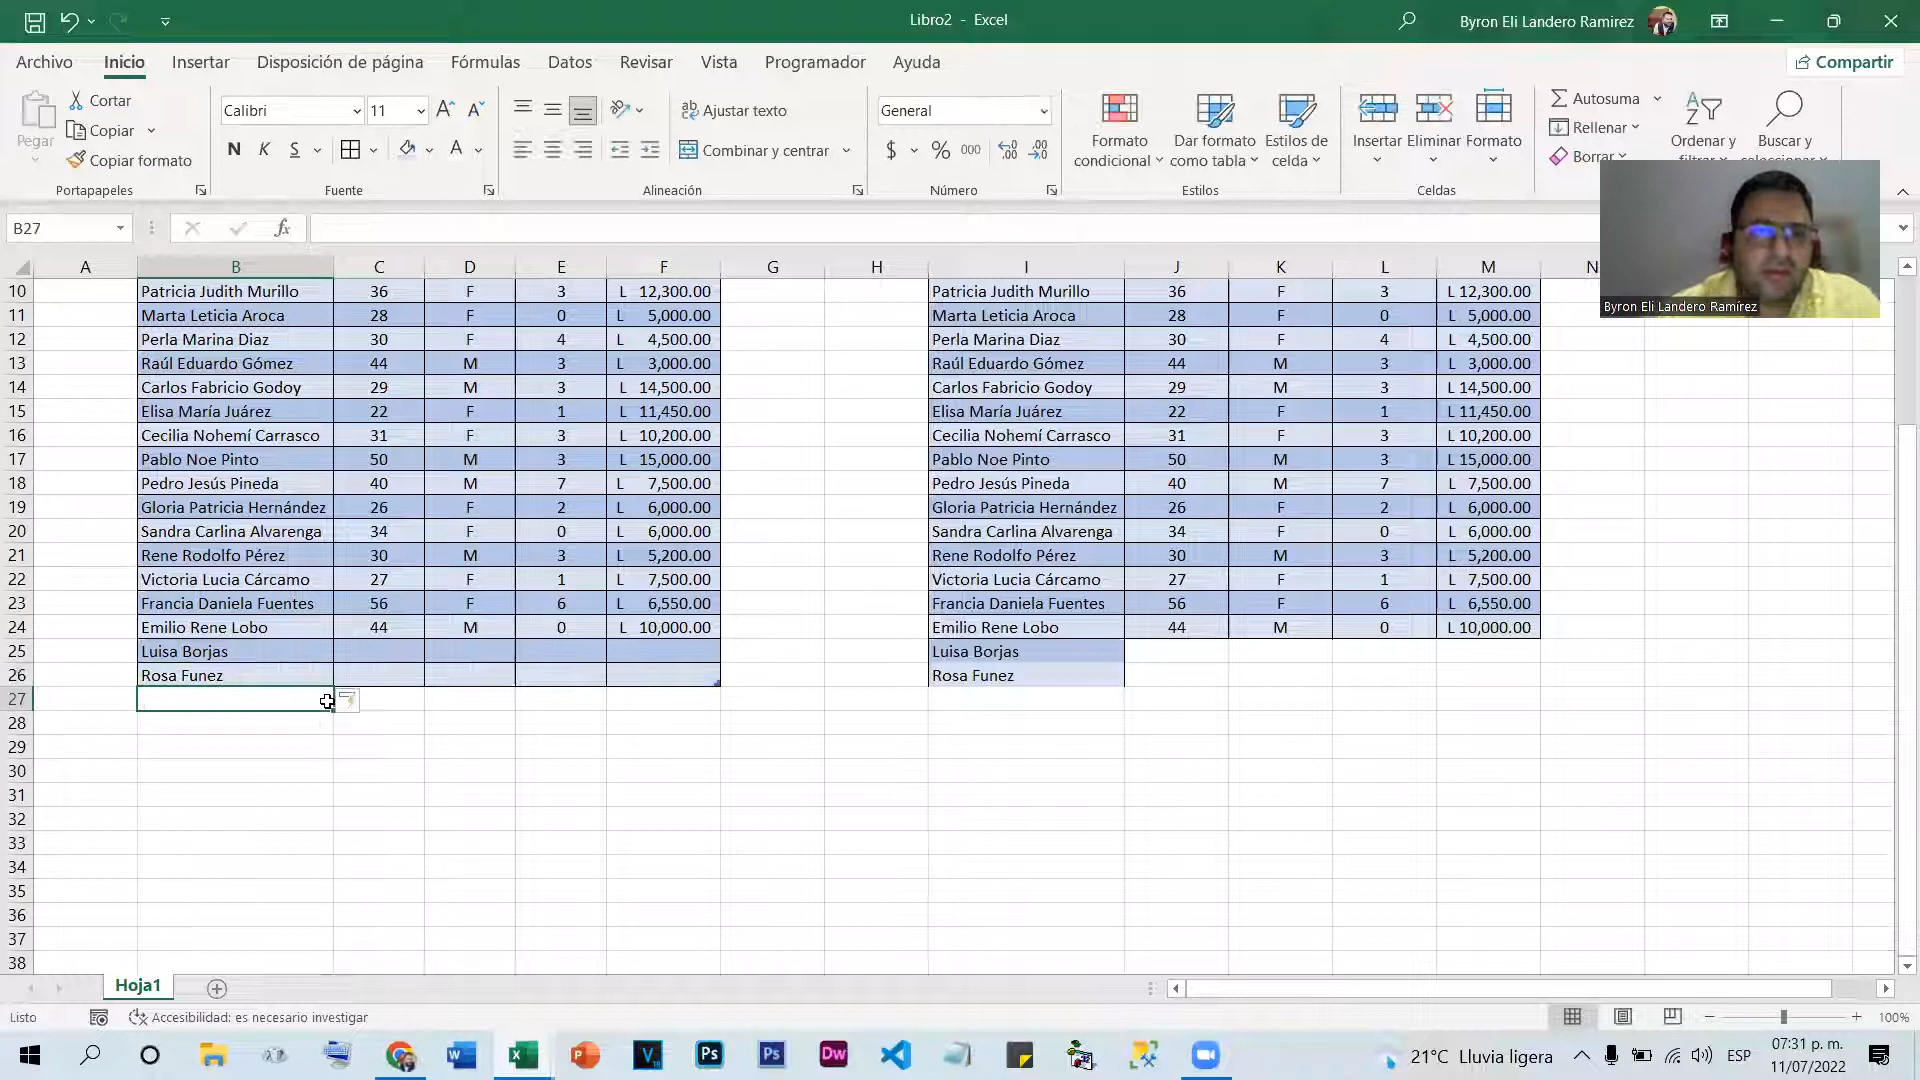 Libro2 - Excel
Byron Eli Landero Ramirez
Archivo Inicio Insertar Disposición de página Fórmulas Datos Revisar Vista Programador Ayuda
Compartir
Pegar
Cortar
Copiar
Copiar formato
Portapapeles
Calibri 11
N K S A
Fuente
Ajustar texto
Combinar y centrar
Alineación
General
$ % 000
Número
Formato condicional
Dar formato como tabla
Estilos de celda
Estilos
Insertar Eliminar Formato
Celdas
Autosuma
Rellenar
Borrar
Ordenar y
Buscar y
Byron Eli Landero Ramírez
B27 fx
A B C D E F G H I J K L M N
10 Patricia Judith Murillo 36 F 3 L 12,300.00 Patricia Judith Murillo 36 F 3 L 12,300.00
11 Marta Leticia Aroca 28 F 0 L 5,000.00 Marta Leticia Aroca 28 F 0 L 5,000.00
12 Perla Marina Diaz 30 F 4 L 4,500.00 Perla Marina Diaz 30 F 4 L 4,500.00
13 Raúl Eduardo Gómez 44 M 3 L 3,000.00 Raúl Eduardo Gómez 44 M 3 L 3,000.00
14 Carlos Fabricio Godoy 29 M 3 L 14,500.00 Carlos Fabricio Godoy 29 M 3 L 14,500.00
15 Elisa María Juárez 22 F 1 L 11,450.00 Elisa María Juárez 22 F 1 L 11,450.00
16 Cecilia Nohemí Carrasco 31 F 3 L 10,200.00 Cecilia Nohemí Carrasco 31 F 3 L 10,200.00
17 Pablo Noe Pinto 50 M 3 L 15,000.00 Pablo Noe Pinto 50 M 3 L 15,000.00
18 Pedro Jesús Pineda 40 M 7 L 7,500.00 Pedro Jesús Pineda 40 M 7 L 7,500.00
19 Gloria Patricia Hernández 26 F 2 L 6,000.00 Gloria Patricia Hernández 26 F 2 L 6,000.00
20 Sandra Carlina Alvarenga 34 F 0 L 6,000.00 Sandra Carlina Alvarenga 34 F 0 L 6,000.00
21 Rene Rodolfo Pérez 30 M 3 L 5,200.00 Rene Rodolfo Pérez 30 M 3 L 5,200.00
22 Victoria Lucia Cárcamo 27 F 1 L 7,500.00 Victoria Lucia Cárcamo 27 F 1 L 7,500.00
23 Francia Daniela Fuentes 56 F 6 L 6,550.00 Francia Daniela Fuentes 56 F 6 L 6,550.00
24 Emilio Rene Lobo 44 M 0 L 10,000.00 Emilio Rene Lobo 44 M 0 L 10,000.00
25 Luisa Borjas Luisa Borjas
26 Rosa Funez Rosa Funez
27
28
29
30
31
32
33
34
35
36
37
38
Hoja1
Listo Accesibilidad: es necesario investigar 100%
21°C Lluvia ligera ESP 07:31 p. m.
11/07/2022